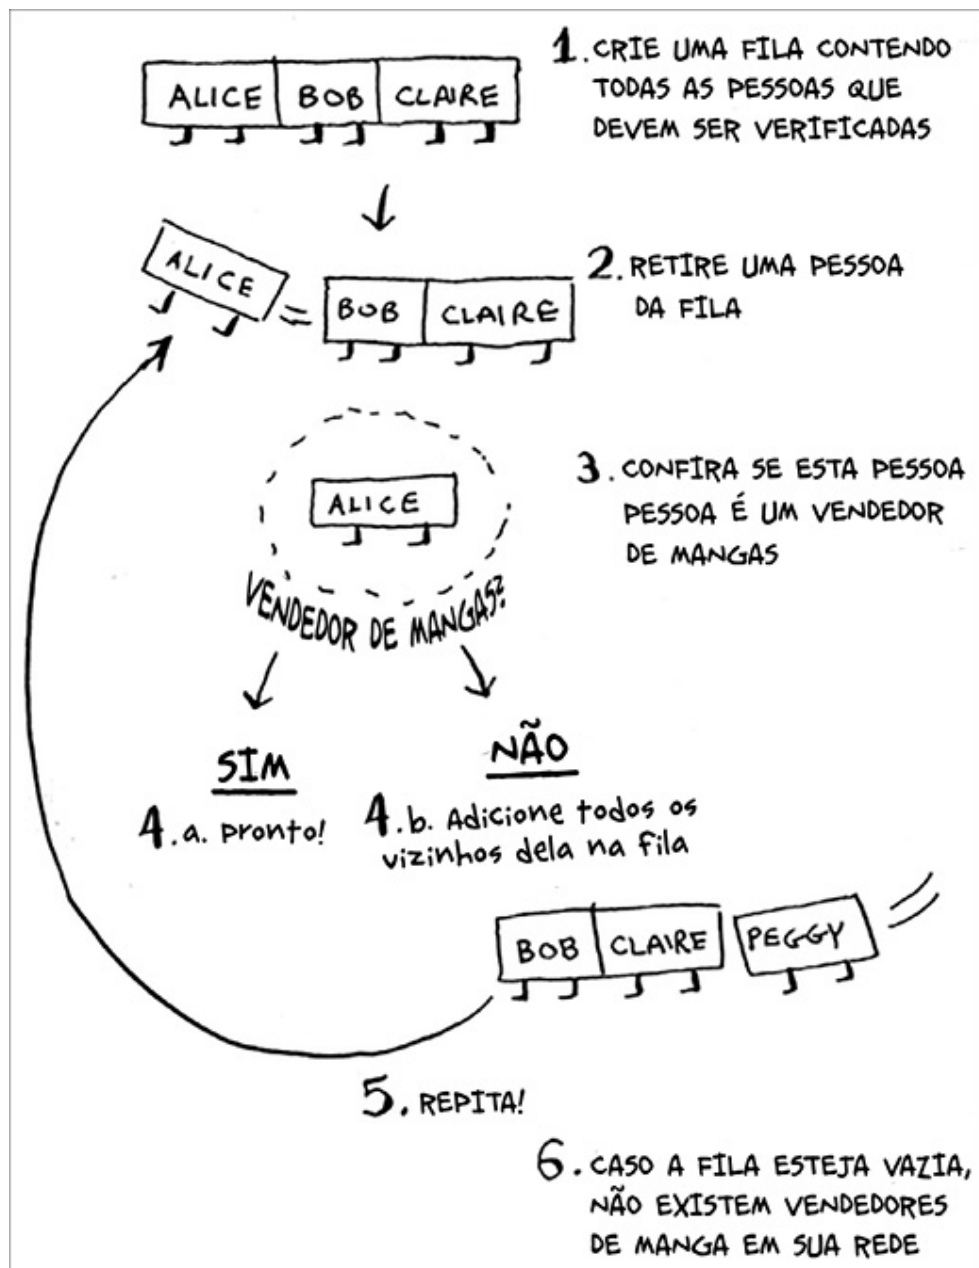 ALICE BOB CLAIRE
1. CRIE UMA FILA CONTENDO
TODAS AS PESSOAS QUE
DEVEM SER VERIFICADAS
ALICE
BOB CLAIRE
2. RETIRE UMA PESSOA
DA FILA
ALICE
VENDEDOR DE MANGAS?
3. CONFIRA SE ESTA PESSOA
PESSOA É UM VENDEDOR
DE MANGAS
SIM
4.a. Pronto!
NÃO
4.b. Adicione todos os
vizinhos dela na fila
BOB CLAIRE PEGGY
5. REPITA!
6. CASO A FILA ESTEJA VAZIA,
NÃO EXISTEM VENDEDORES
DE MANGA EM SUA REDE